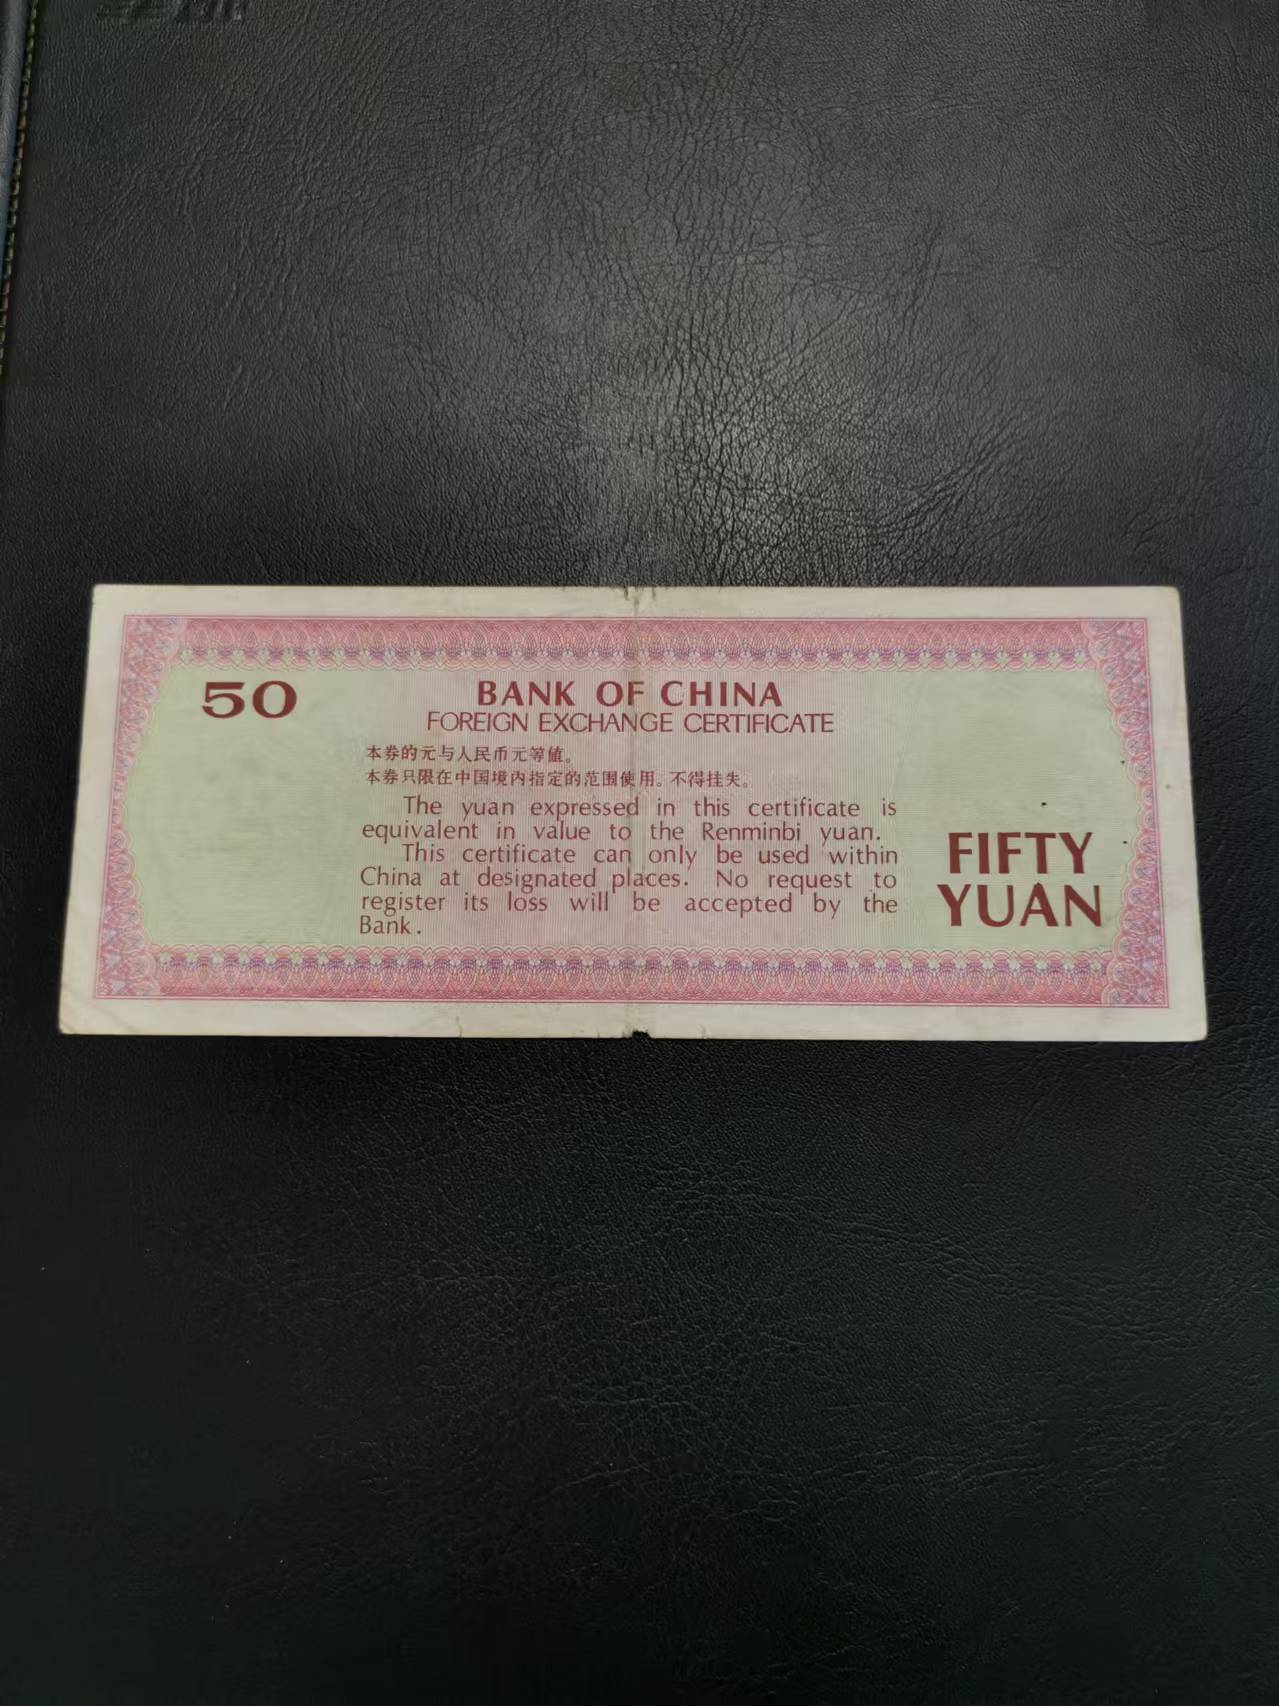 50
BANK OF CHINA
FOREIGN EXCHANGE CERTIFICATE
本券的元与人民币元等值。
本券只限在中国境内指定的范围使用。不得挂失。
The yuan expressed in this certificate is
equivalent in value to the Renminbi yuan.
This certificate can only be used within
China at designated places. No request to
register its loss will be accepted by the
Bank.
FIFTY
YUAN